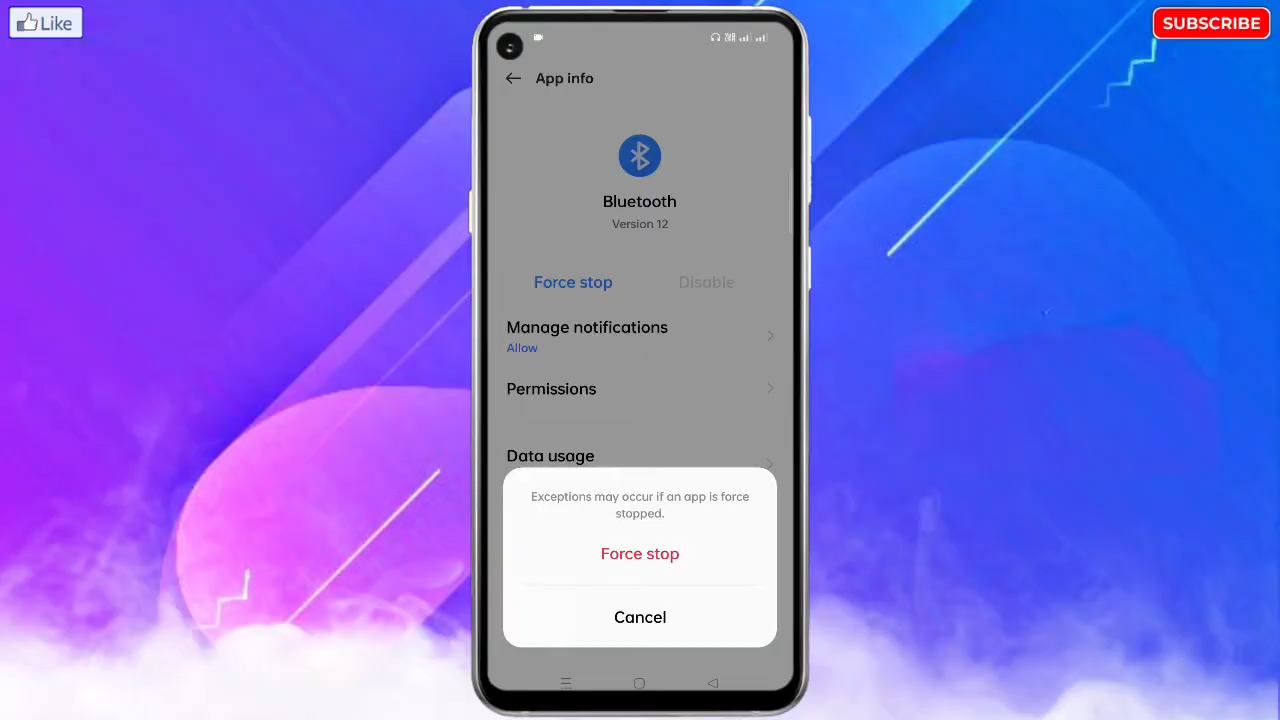 Like
SUBSCRIBE
App info
Bluetooth
Version 12
Force stop Disable
Manage notifications
Allow
Permissions
Data usage
Exceptions may occur if an app is force
stopped.
Force stop
Cancel